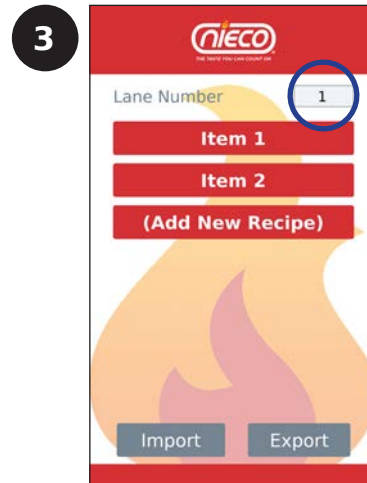 3
NIECO
THE TASTE YOU CAN COUNT ON
Lane Number 1
Item 1
Item 2
(Add New Recipe)
Import Export